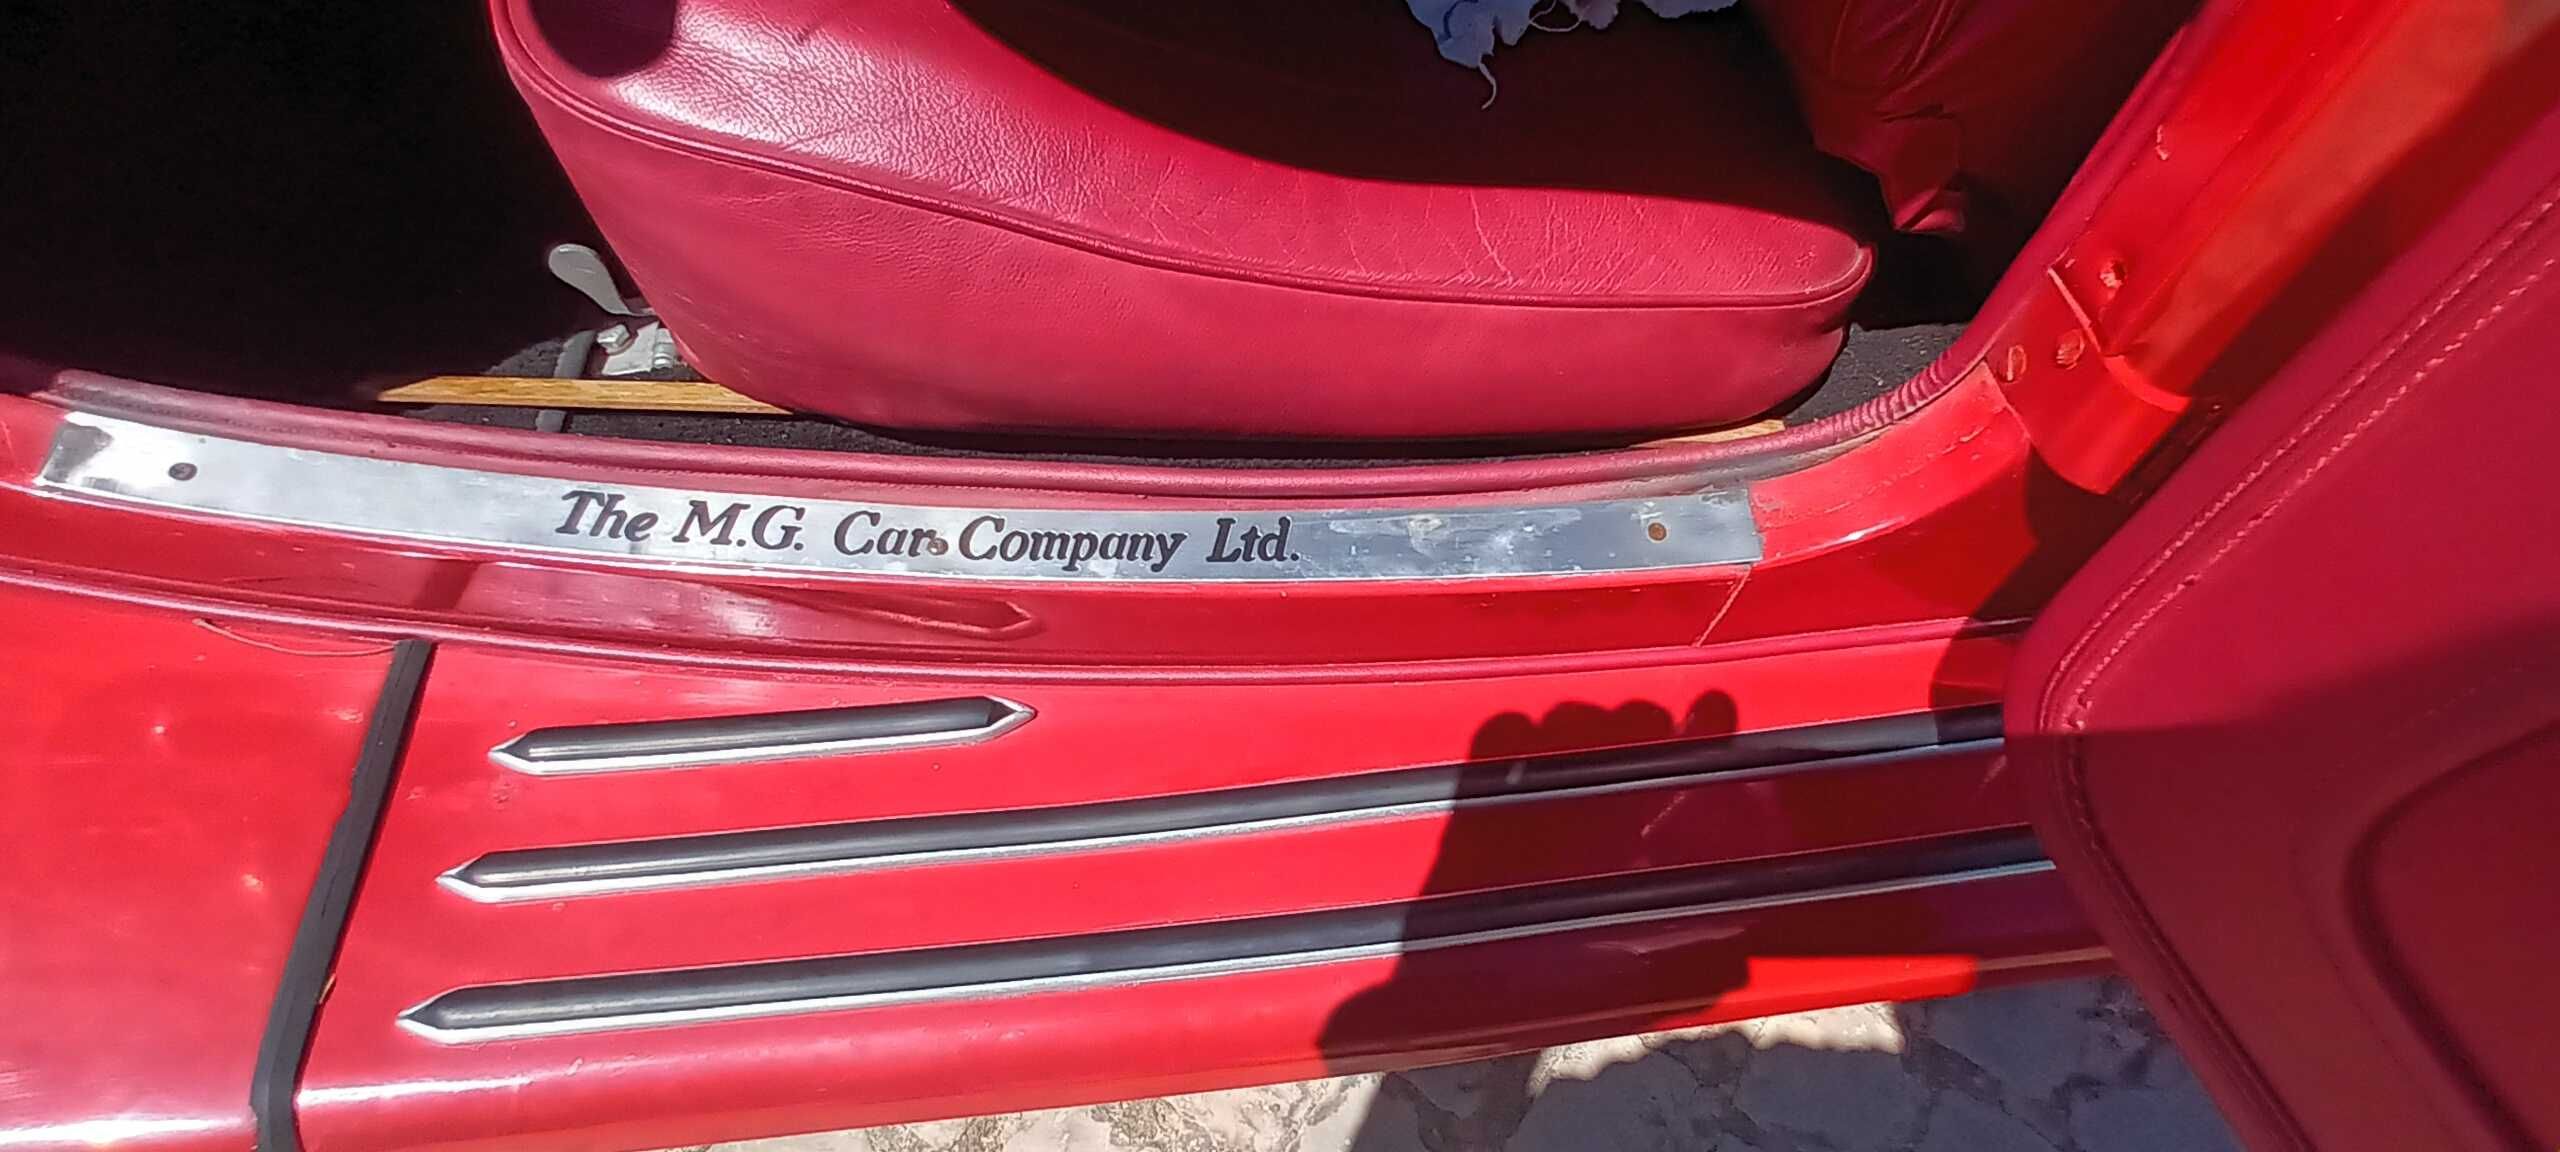 The M.G. Car Company Ltd.